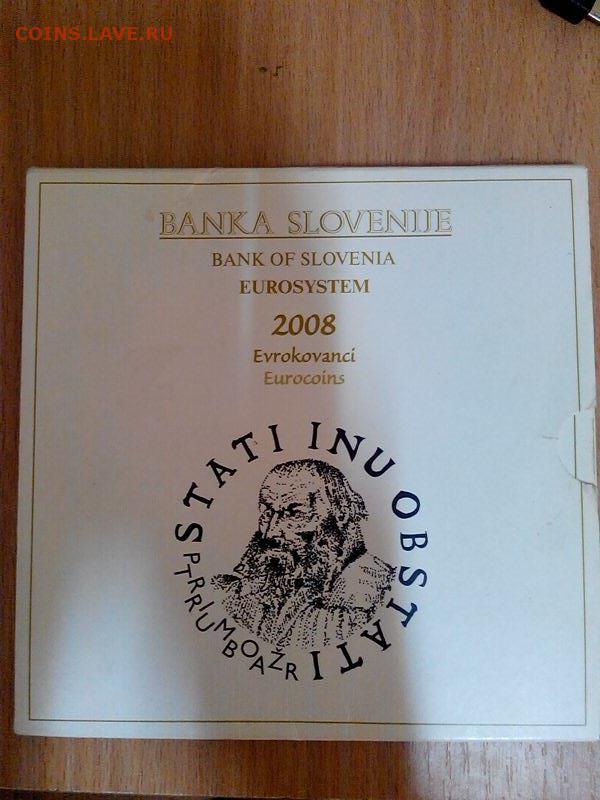 COINS.LAVE.RU
BANKA SLOVENIJE
BANK OF SLOVENIA
EUROSYSTEM
2008
Evrokovanci
Eurocoins
STATI INU OBSTATI
PRIMOŽ
TRUBAR